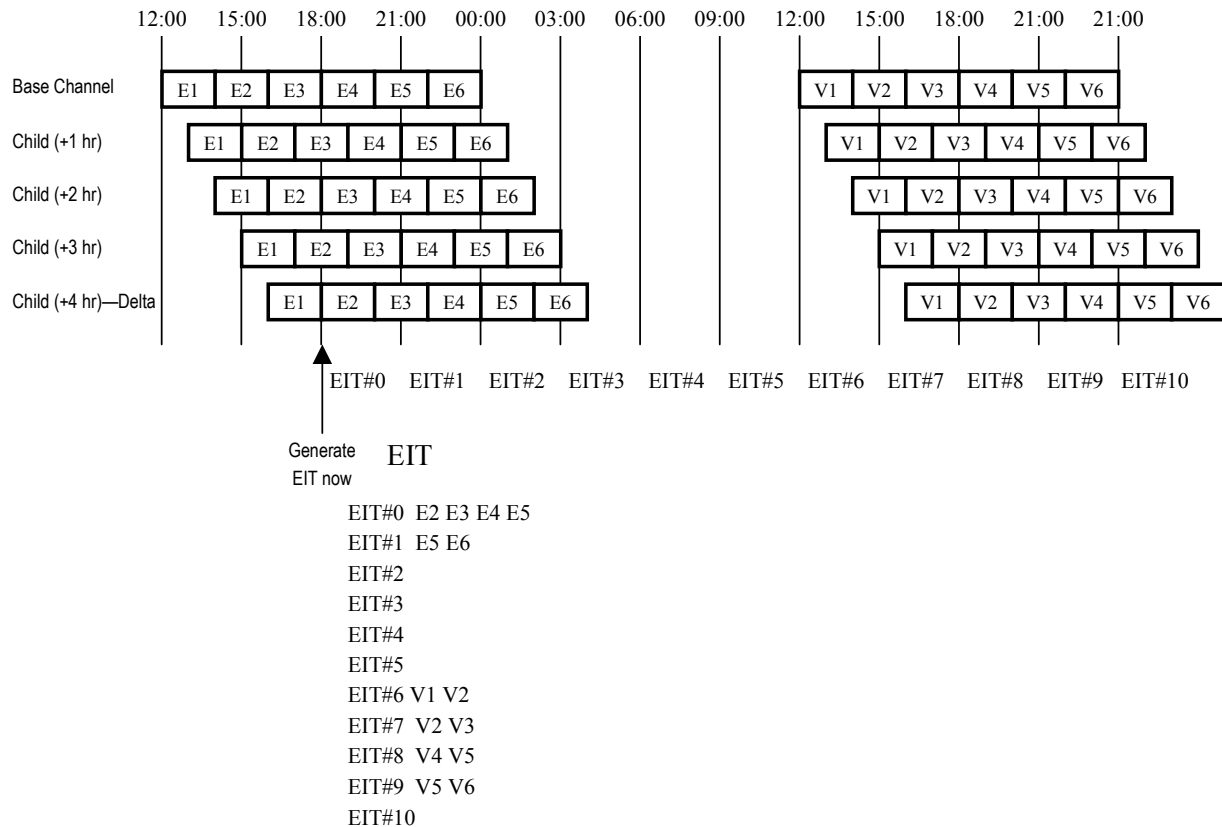 12:00 15:00 18:00 21:00 00:00 03:00 06:00 09:00 12:00 15:00 18:00 21:00 21:00
Base Channel E1 E2 E3 E4 E5 E6 V1 V2 V3 V4 V5 V6
Child (+1 hr) E1 E2 E3 E4 E5 E6 V1 V2 V3 V4 V5 V6
Child (+2 hr) E1 E2 E3 E4 E5 E6 V1 V2 V3 V4 V5 V6
Child (+3 hr) E1 E2 E3 E4 E5 E6 V1 V2 V3 V4 V5 V6
Child (+4 hr)—Delta E1 E2 E3 E4 E5 E6 V1 V2 V3 V4 V5 V6
EIT#0 EIT#1 EIT#2 EIT#3 EIT#4 EIT#5 EIT#6 EIT#7 EIT#8 EIT#9 EIT#10
Generate
EIT now
EIT
EIT#0 E2 E3 E4 E5
EIT#1 E5 E6
EIT#2
EIT#3
EIT#4
EIT#5
EIT#6 V1 V2
EIT#7 V2 V3
EIT#8 V4 V5
EIT#9 V5 V6
EIT#10